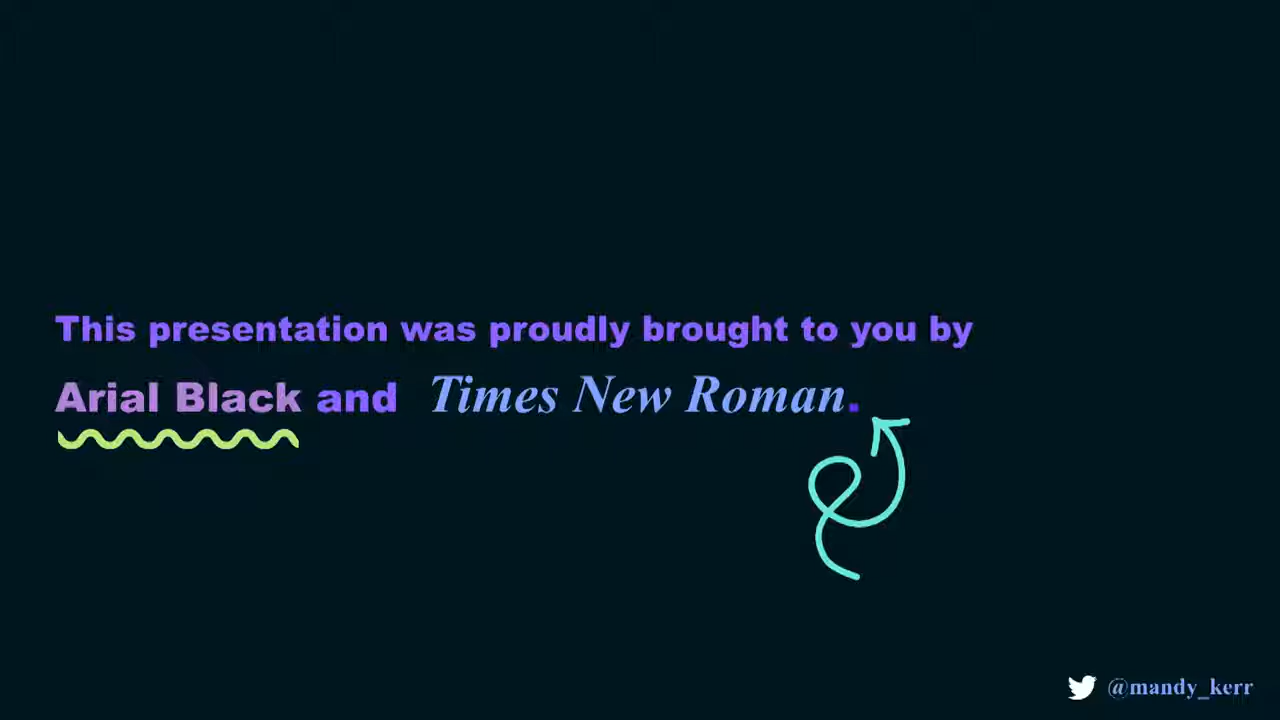 This presentation was proudly brought to you by
Arial Black and Times New Roman.
@mandy_kerr